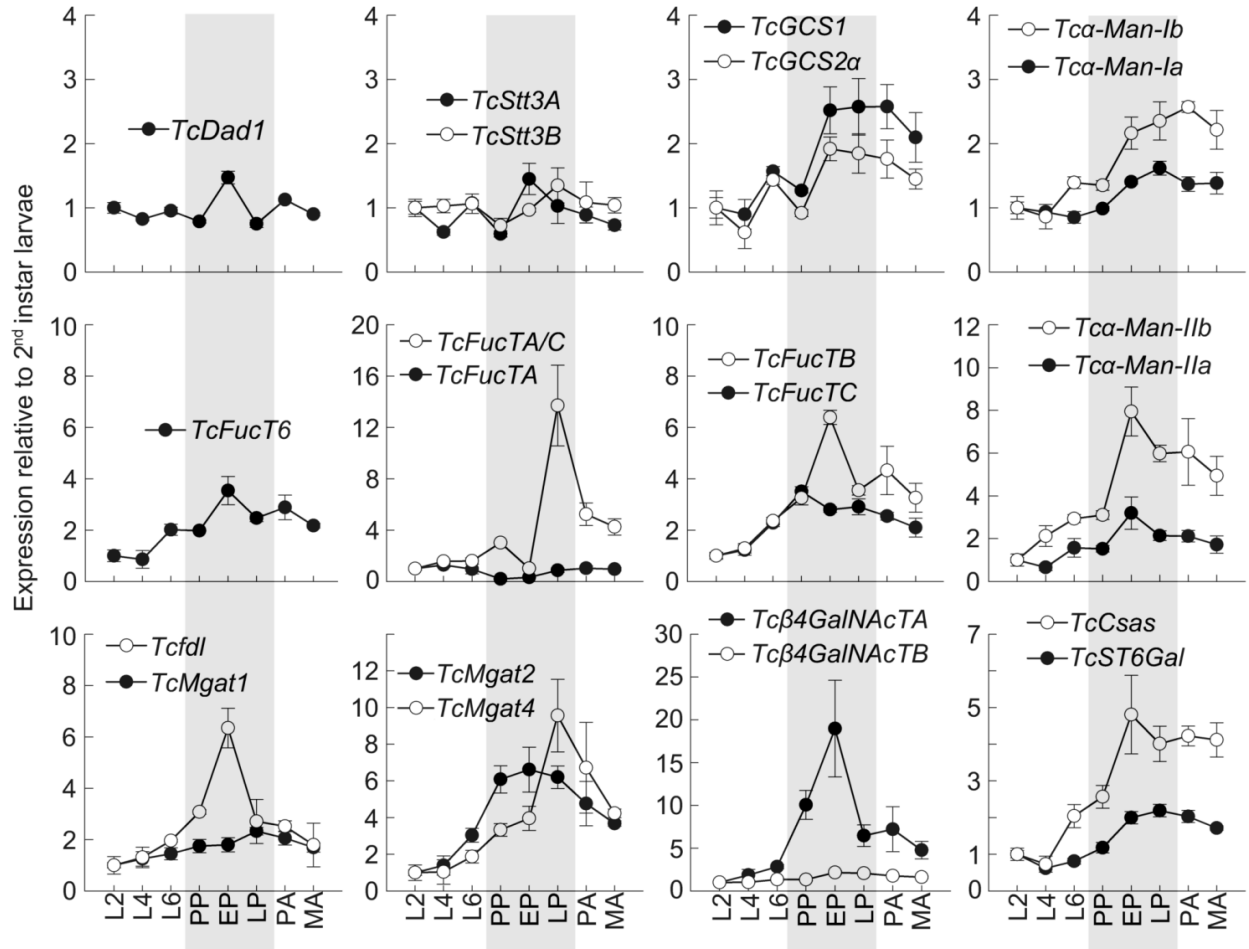 Expression relative to 2nd instar larvae
4
3
2
1
0
TcDad1
4
3
2
1
0
TcStt3A
TcStt3B
4
3
2
1
0
TcGCS1
TcGCS2α
4
3
2
1
0
Tcα-Man-Ib
Tcα-Man-Ia
10
8
6
4
2
0
TcFucT6
20
16
12
8
4
0
TcFucTA/C
TcFucTA
10
8
6
4
2
0
TcFucTB
TcFucTC
12
10
8
6
4
2
0
Tcα-Man-IIb
Tcα-Man-IIa
10
8
6
4
2
0
Tcfdl
TcMgat1
12
10
8
6
4
2
0
TcMgat2
TcMgat4
30
25
20
15
10
5
0
Tcβ4GalNAcTA
Tcβ4GalNAcTB
7
5
3
1
0
TcCsas
TcST6Gal
L2 L4 L6 PP EP LP PA MA
L2 L4 L6 PP EP LP PA MA
L2 L4 L6 PP EP LP PA MA
L2 L4 L6 PP EP LP PA MA